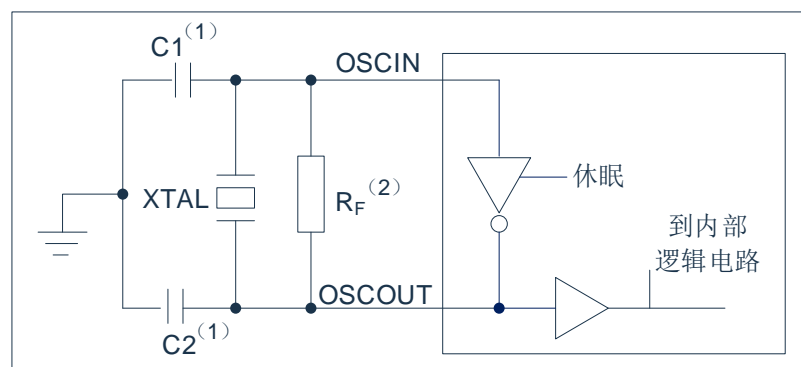 C1（1）
OSCIN
XTAL
RF（2）
休眠
到内部
逻辑电路
OSCOUT
C2（1）